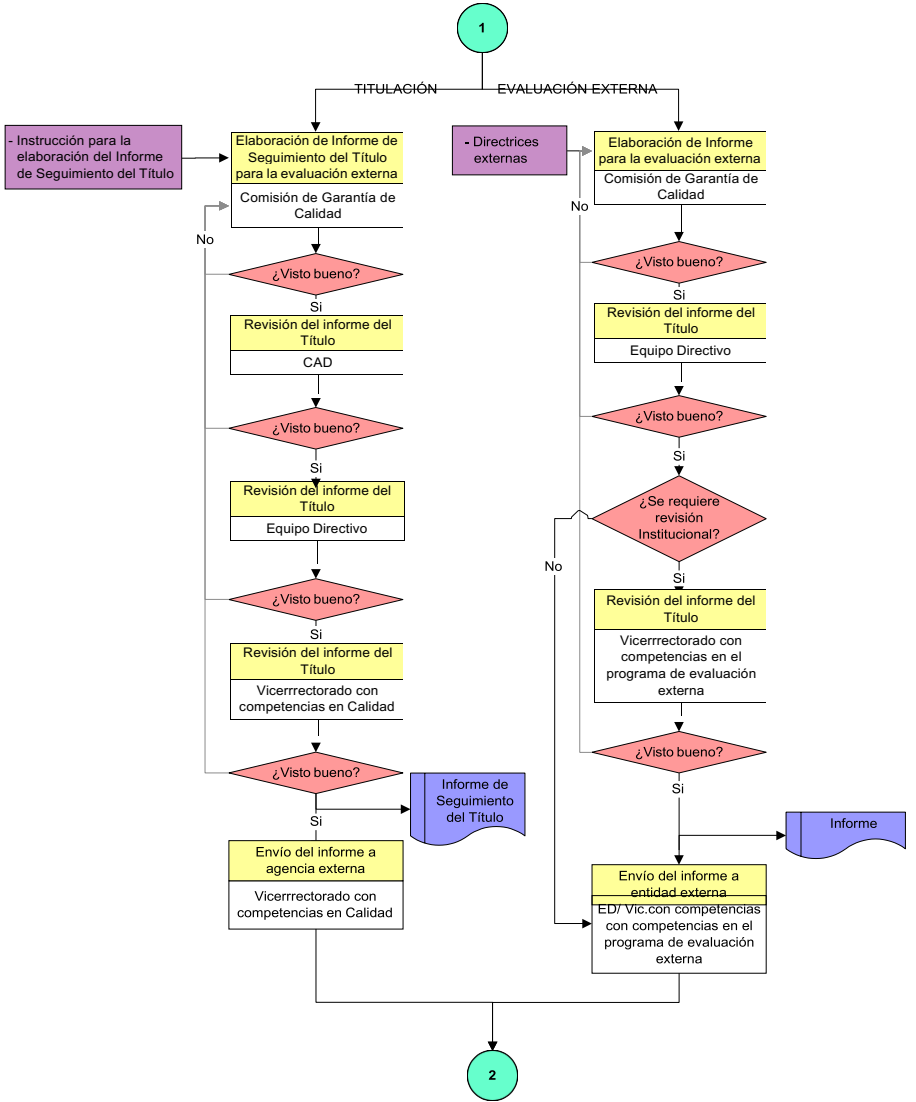 1
TITULACIÓN
EVALUACIÓN EXTERNA
- Instrucción para la
elaboración del Informe
de Seguimiento del Título
Elaboración de Informe de
Seguimiento del Título
para la evaluación externa
Comisión de Garantía de
Calidad
No
¿Visto bueno?
Si
Revisión del informe del
Título
CAD
¿Visto bueno?
Si
Revisión del informe del
Título
Equipo Directivo
¿Visto bueno?
Si
Revisión del informe del
Título
Vicerrrectorado con
competencias en Calidad
¿Visto bueno?
Informe de
Seguimiento
del Título
Si
Envío del informe a
agencia externa
Vicerrrectorado con
competencias en Calidad
- Directrices
externas
Elaboración de Informe
para la evaluación externa
Comisión de Garantía de
Calidad
No
¿Visto bueno?
Si
Revisión del informe del
Título
Equipo Directivo
¿Visto bueno?
Si
¿Se requiere
revisión
Institucional?
No
Si
Revisión del informe del
Título
Vicerrrectorado con
competencias en el
programa de evaluación
externa
¿Visto bueno?
Si
Informe
Envío del informe a
entidad externa
ED/ Vic.con competencias
con competencias en el
programa de evaluación
externa
2